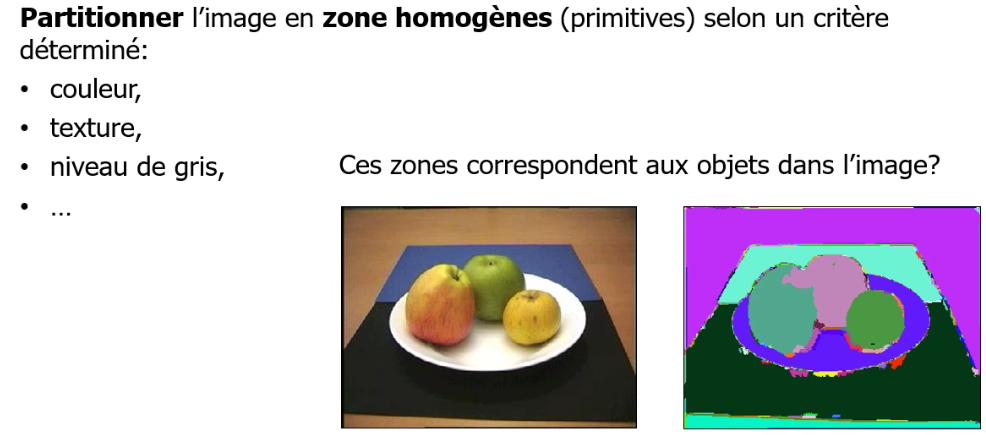 Partitionner l’image en zone homogènes (primitives) selon un critère
déterminé:
• couleur,
• texture,
• niveau de gris,
• ...
Ces zones correspondent aux objets dans l’image?